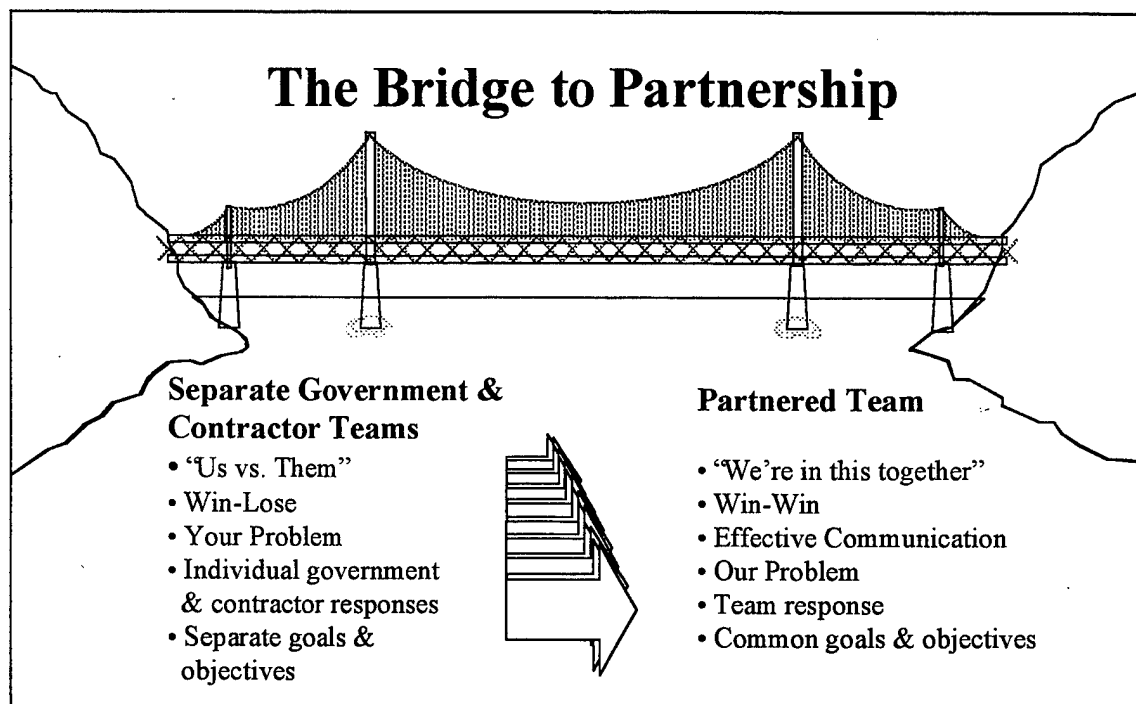 The Bridge to Partnership
Separate Government &
Contractor Teams
• “Us vs. Them”
• Win-Lose
• Your Problem
• Individual government
& contractor responses
• Separate goals &
objectives
Partnered Team
• “We’re in this together”
• Win-Win
• Effective Communication
• Our Problem
• Team response
• Common goals & objectives